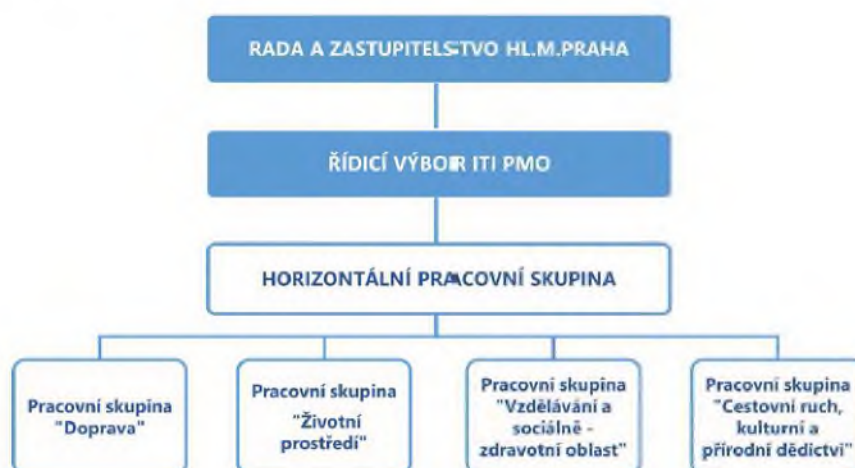 RADA A ZASTUPITELSTVO HL.M.PRAHA
ŘÍDICÍ VÝBOR ITI PMO
HORIZONTÁLNÍ PRACOVNÍ SKUPINA
Pracovní skupina
"Doprava"
Pracovní skupina
"Životní
prostředí"
Pracovní skupina
"Vzdělávání a
sociálně -
zdravotní oblast"
Pracovní skupina
"Cestovní ruch,
kulturní a
přírodní dědictví"